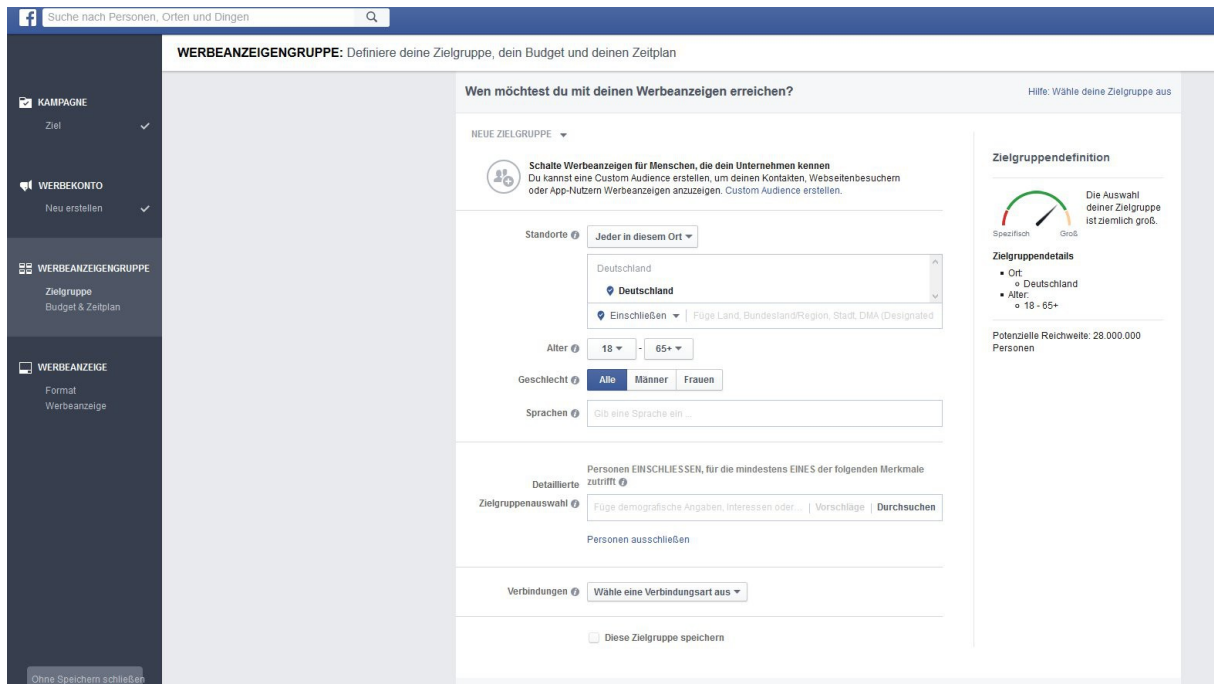 f Suche nach Personen, Orten und Dingen
WERBEANZEIGENGRUPPE: Definiere deine Zielgruppe, dein Budget und deinen Zeitplan
KAMPAGNE
Ziel
WERBEKONTO
Neu erstellen
WERBEANZEIGENGRUPPE
Zielgruppe
Budget & Zeitplan
WERBEANZEIGE
Format
Werbeanzeige
Ohne Speichern schließen
Wen möchtest du mit deinen Werbeanzeigen erreichen?
Hilfe: Wähle deine Zielgruppe aus
NEUE ZIELGRUPPE
Schalte Werbeanzeigen für Menschen, die dein Unternehmen kennen
Du kannst eine Custom Audience erstellen, um deinen Kontakten, Webseitenbesuchern
oder App-Nutzern Werbeanzeigen anzuzeigen. Custom Audience erstellen.
Standorte Jeder in diesem Ort
Deutschland
Deutschland
Einschließen | Füge Land, Bundesland/Region, Stadt, DMA (Designated
Alter 18 - 65+
Geschlecht Alle Männer Frauen
Sprachen Gib eine Sprache ein ...
Personen EINSCHLIESSEN, für die mindestens EINES der folgenden Merkmale
zutrifft
Detaillierte
Zielgruppenauswahl Füge demografische Angaben, Interessen oder... | Vorschläge | Durchsuchen
Personen ausschließen
Verbindungen Wähle eine Verbindungsart aus
Diese Zielgruppe speichern
Zielgruppendefinition
Die Auswahl
deiner Zielgruppe
ist ziemlich groß.
Spezifisch Groß
Zielgruppendetails
Ort:
Deutschland
Alter:
18 - 65+
Potenzielle Reichweite: 28.000.000
Personen